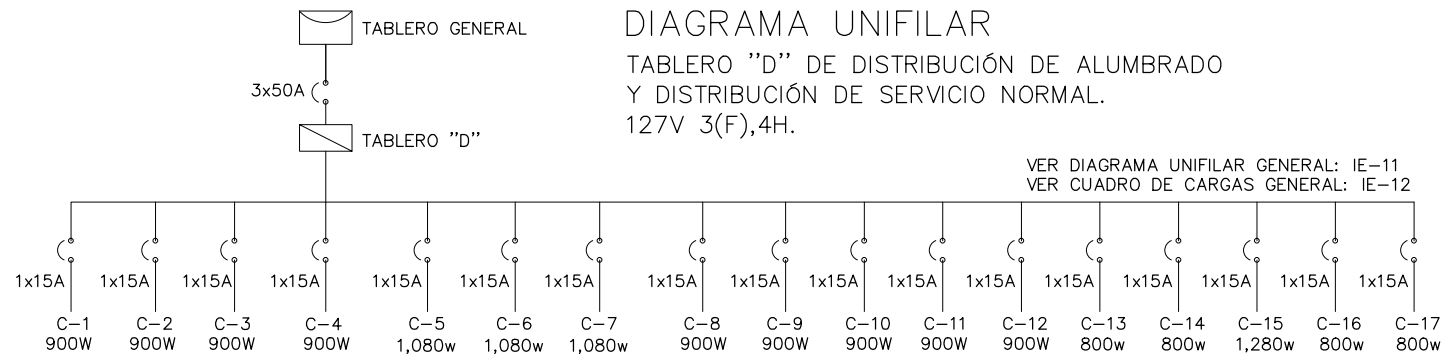 TABLERO GENERAL
DIAGRAMA UNIFILAR
TABLERO ”D” DE DISTRIBUCIÓN DE ALUMBRADO
Y DISTRIBUCIÓN DE SERVICIO NORMAL.
127V 3(F),4H.
3x50A
TABLERO ”D”
VER DIAGRAMA UNIFILAR GENERAL: IE-11
VER CUADRO DE CARGAS GENERAL: IE-12
1x15A 1x15A 1x15A 1x15A 1x15A 1x15A 1x15A 1x15A 1x15A 1x15A 1x15A 1x15A 1x15A 1x15A 1x15A 1x15A 1x15A
C-1 C-2 C-3 C-4 C-5 C-6 C-7 C-8 C-9 C-10 C-11 C-12 C-13 C-14 C-15 C-16 C-17
900W 900W 900W 900W 1,080w 1,080w 1,080w 900W 900W 900W 900W 900W 800w 800w 1,280w 800w 800w